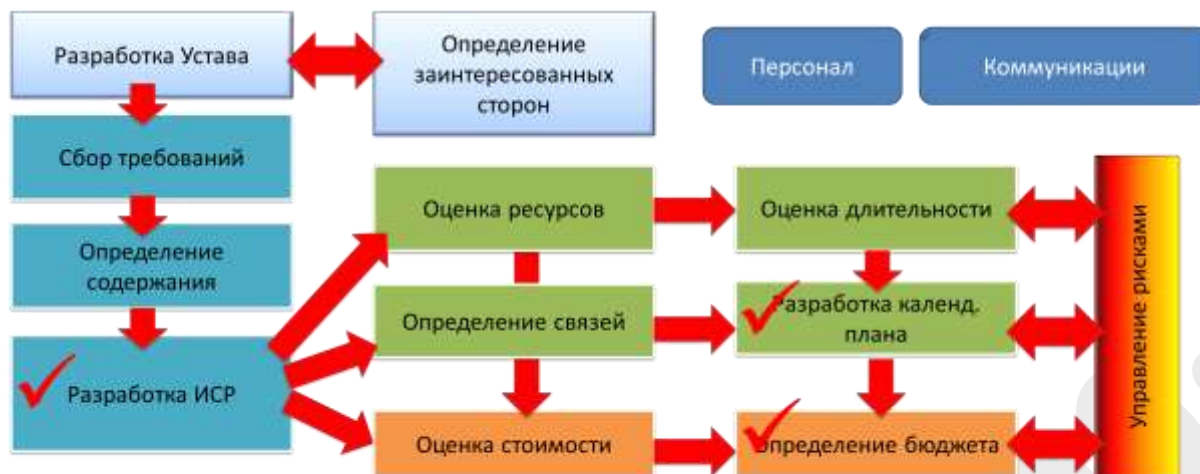 Разработка Устава
Определение
заинтересованных
сторон
Персонал
Коммуникации
Сбор требований
Оценка ресурсов
Оценка длительности
Определение
содержания
Определение связей
Разработка календ.
плана
Разработка ИСР
Оценка стоимости
Определение бюджета
Управление рисками